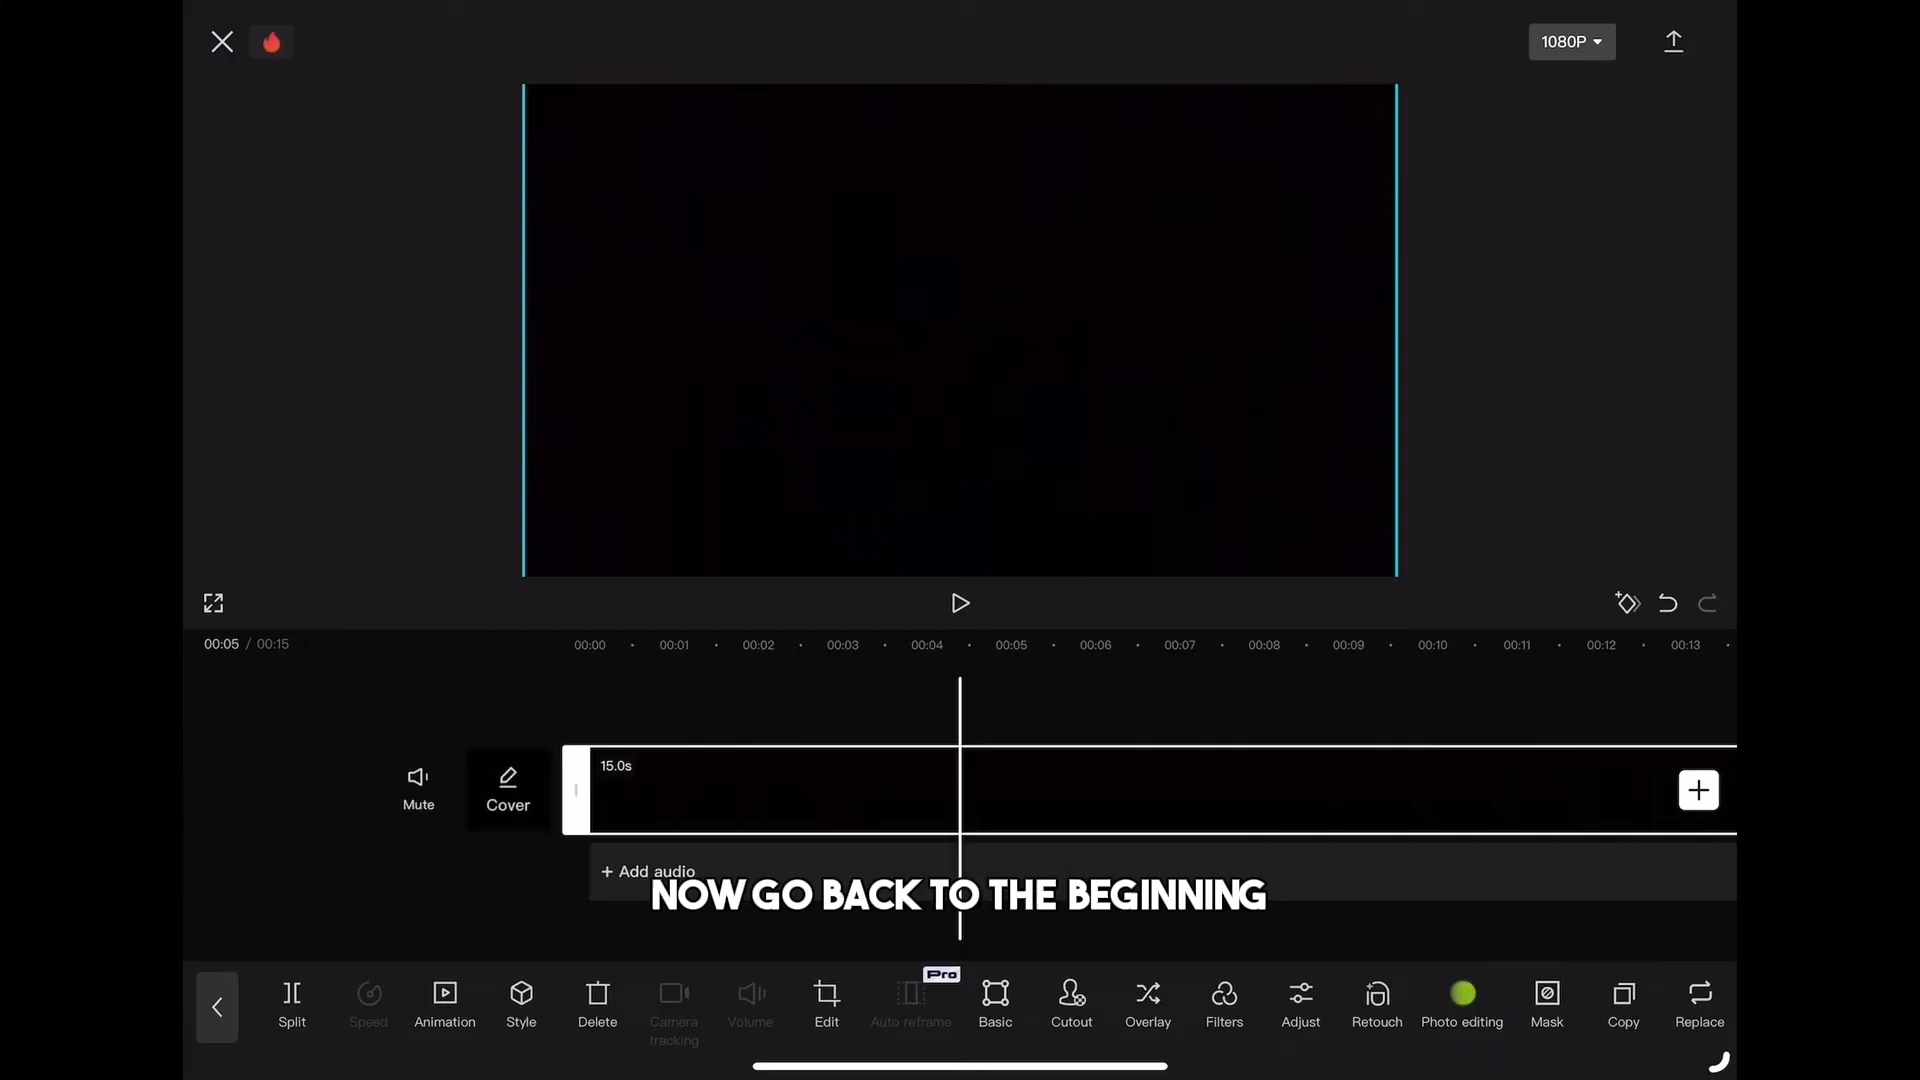 1080P
00:05 / 00:15
00:00 00:01 00:02 00:03 00:04 00:05 00:06 00:07 00:08 00:09 00:10 00:11 00:12 00:13
15.0s
Mute
Cover
+ Add audio
NOW GO BACK TO THE BEGINNING
Pro
Split Speed Animation Style Delete Camera tracking Volume Edit Auto reframe Basic Cutout Overlay Filters Adjust Retouch Photo editing Mask Copy Replace